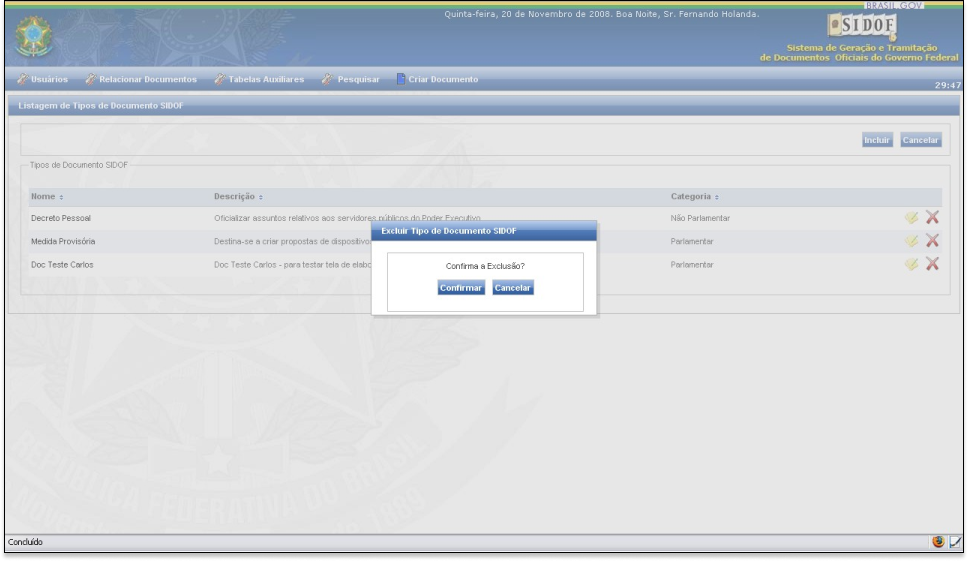 BRASIL.GOV
Quinta-feira, 20 de Novembro de 2008. Boa Noite, Sr. Fernando Holanda.
SIDOF
Sistema de Geração e Tramitação
de Documentos Oficiais do Governo Federal
Usuários Relacionar Documentos Tabelas Auxiliares Pesquisar Criar Documento
29:47
Listagem de Tipos de Documento SIDOF
Incluir Cancelar
Tipos de Documento SIDOF
Nome Descrição Categoria
Decreto Pessoal Oficializar assuntos relativos aos servidores públicos do Poder Executivo. Não Parlamentar
Medida Provisória Destina-se a criar propostas de dispositivo Parlamentar
Doc Teste Carlos Doc Teste Carlos - para testar tela de elabo Parlamentar
Excluir Tipo de Documento SIDOF
Confirma a Exclusão?
Confirmar Cancelar
REPÚBLICA FEDERATIVA DO BRASIL
Concluído